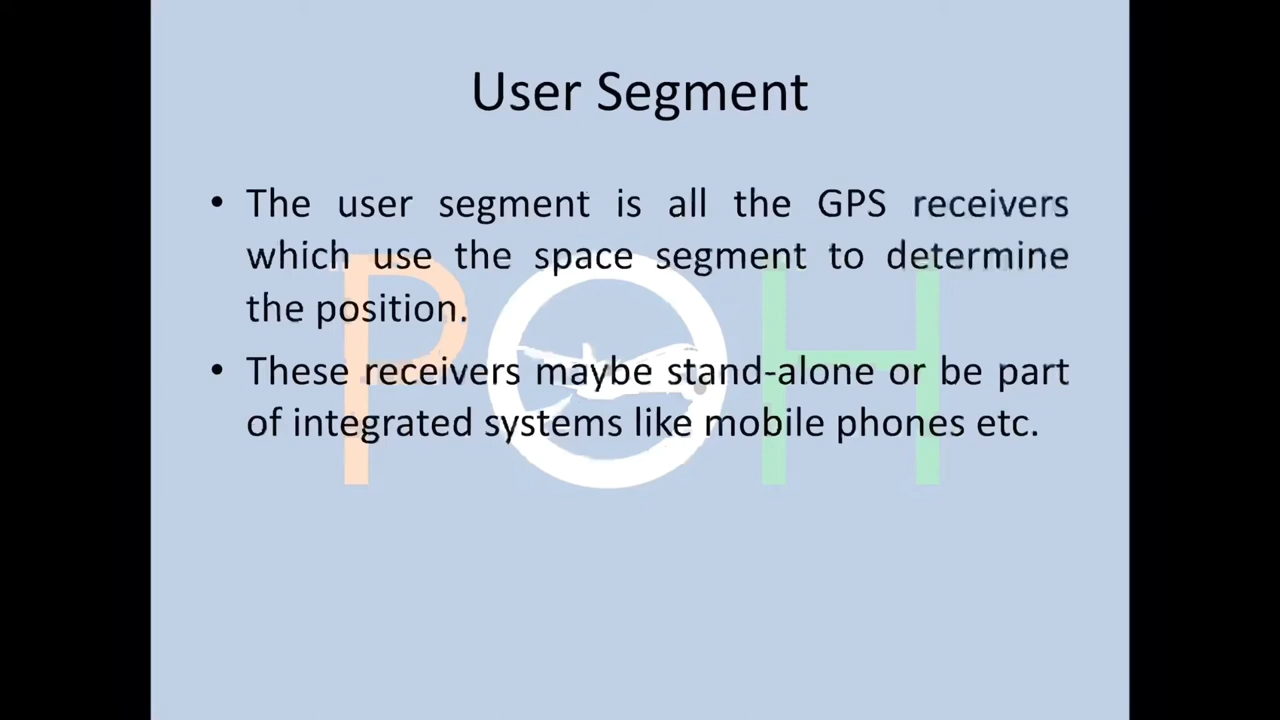 User Segment
• The user segment is all the GPS receivers
which use the space segment to determine
the position.
• These receivers maybe stand-alone or be part
of integrated systems like mobile phones etc.
POH